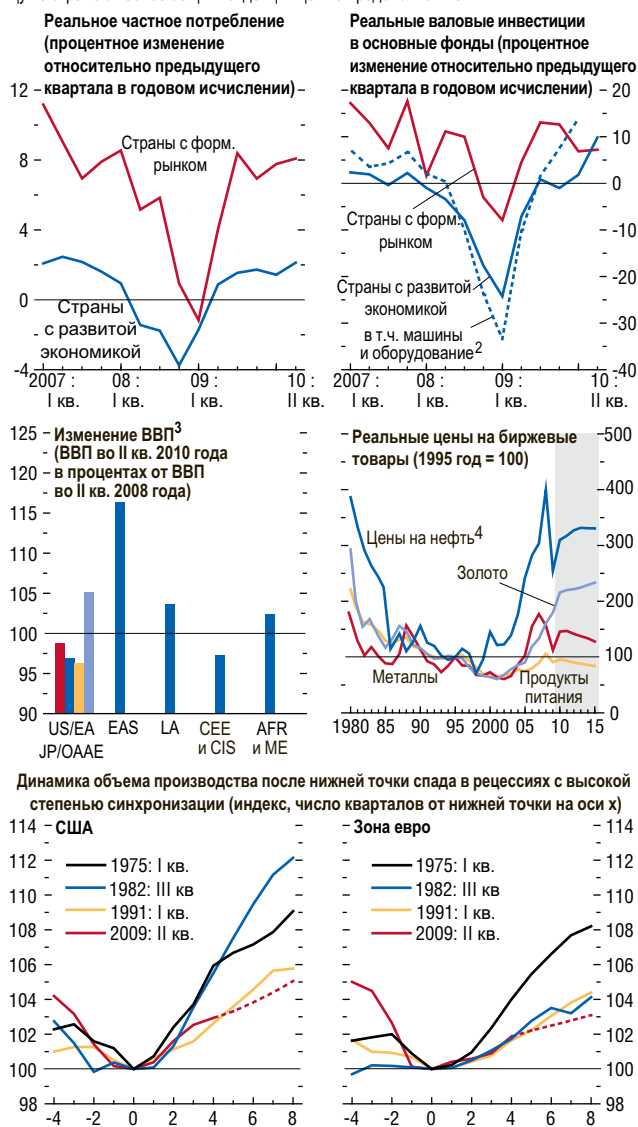 Реальное частное потребление
(процентное изменение
относительно предыдущего
квартала в годовом исчислении)
12
8
4
0
-4
Страны с форм.
рынком
Страны
с развитой
экономикой
2007 : 08 : 09 : 10 :
I кв. I кв. I кв. II кв.
Реальные валовые инвестиции
в основные фонды (процентное
изменение относительно предыдущего
квартала в годовом исчислении)
20
10
0
-10
-20
-30
-40
Страны с форм.
рынком
Страны с развитой
экономикой
в т.ч. машины
и оборудование2
2007 : 08 : 09 : 10 :
I кв. I кв. I кв. II кв.
Изменение ВВП3
(ВВП во II кв. 2010 года
в процентах от ВВП
во II кв. 2008 года)
125
120
115
110
105
100
95
90
US/EA EAS LA CEE AFR
JP/OAAE и CIS и ME
Реальные цены на биржевые
товары (1995 год = 100)
500
400
300
200
100
0
Цены на нефть4
Золото
Металлы
Продукты
питания
1980 85 90 95 2000 05 10 15
Динамика объема производства после нижней точки спада в рецессиях с высокой
степенью синхронизации (индекс, число кварталов от нижней точки на оси x)
США
114
112
110
108
106
104
102
100
98
1975: I кв.
1982: III кв
1991: I кв.
2009: II кв.
-4 -2 0 2 4 6 8
Зона евро
114
112
110
108
106
104
102
100
98
1975: I кв.
1982: III кв
1991: I кв.
2009: II кв.
-4 -2 0 2 4 6 8